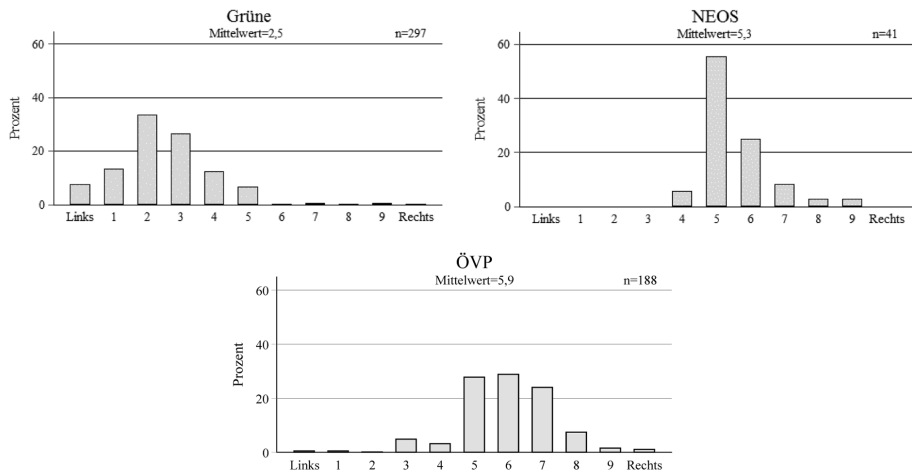 Grüne
Mittelwert=2,5 n=297
Prozent
60
40
20
0
Links 1 2 3 4 5 6 7 8 9 Rechts
NEOS
Mittelwert=5,3 n=41
Prozent
60
40
20
0
Links 1 2 3 4 5 6 7 8 9 Rechts
ÖVP
Mittelwert=5,9 n=188
Prozent
60
40
20
0
Links 1 2 3 4 5 6 7 8 9 Rechts